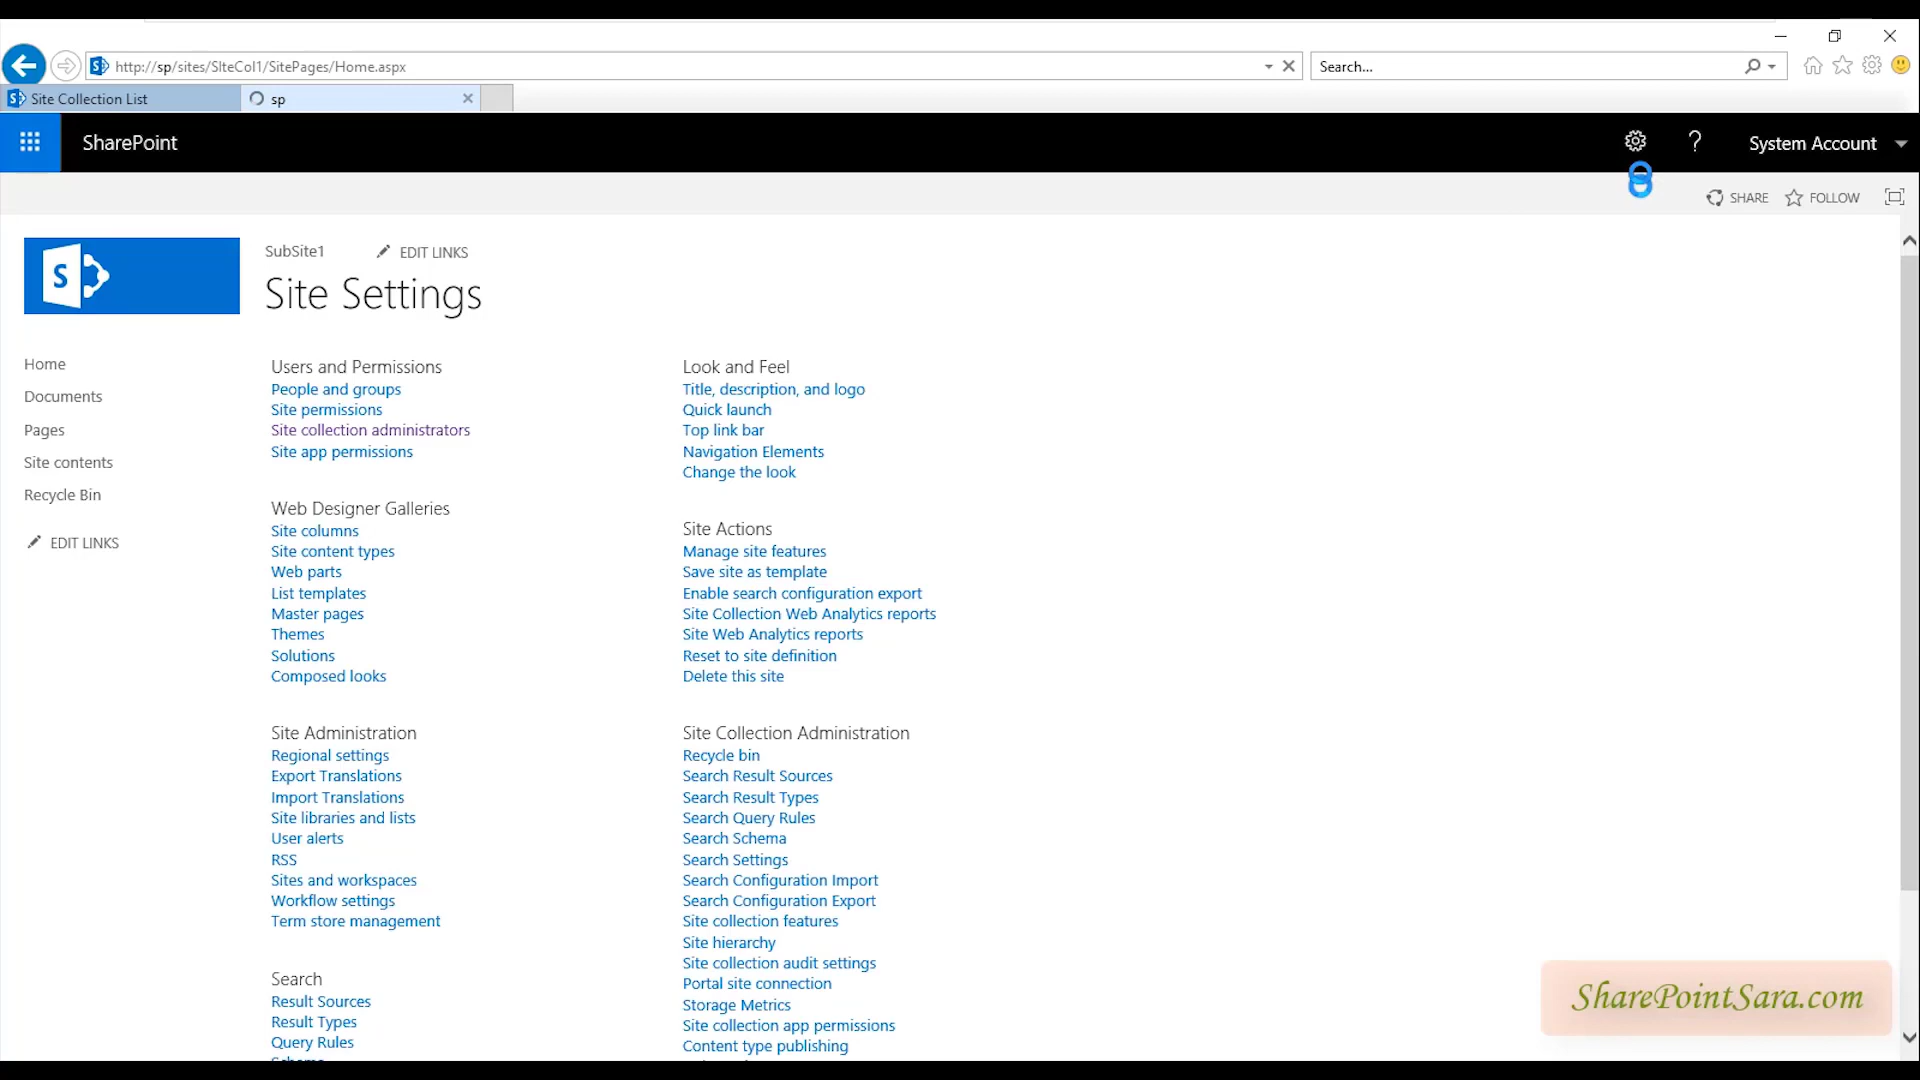 http://sp/sites/SIteCol1/SitePages/Home.aspx
Search...
Site Collection List
sp
SharePoint
?
System Account
SHARE
FOLLOW
S
SubSite1
EDIT LINKS
Site Settings
Home
Documents
Pages
Site contents
Recycle Bin
EDIT LINKS
Users and Permissions
People and groups
Site permissions
Site collection administrators
Site app permissions
Web Designer Galleries
Site columns
Site content types
Web parts
List templates
Master pages
Themes
Solutions
Composed looks
Site Administration
Regional settings
Export Translations
Import Translations
Site libraries and lists
User alerts
RSS
Sites and workspaces
Workflow settings
Term store management
Search
Result Sources
Result Types
Query Rules
Look and Feel
Title, description, and logo
Quick launch
Top link bar
Navigation Elements
Change the look
Site Actions
Manage site features
Save site as template
Enable search configuration export
Site Collection Web Analytics reports
Site Web Analytics reports
Reset to site definition
Delete this site
Site Collection Administration
Recycle bin
Search Result Sources
Search Result Types
Search Query Rules
Search Schema
Search Settings
Search Configuration Import
Search Configuration Export
Site collection features
Site hierarchy
Site collection audit settings
Portal site connection
Storage Metrics
Site collection app permissions
Content type publishing
SharePointSara.com